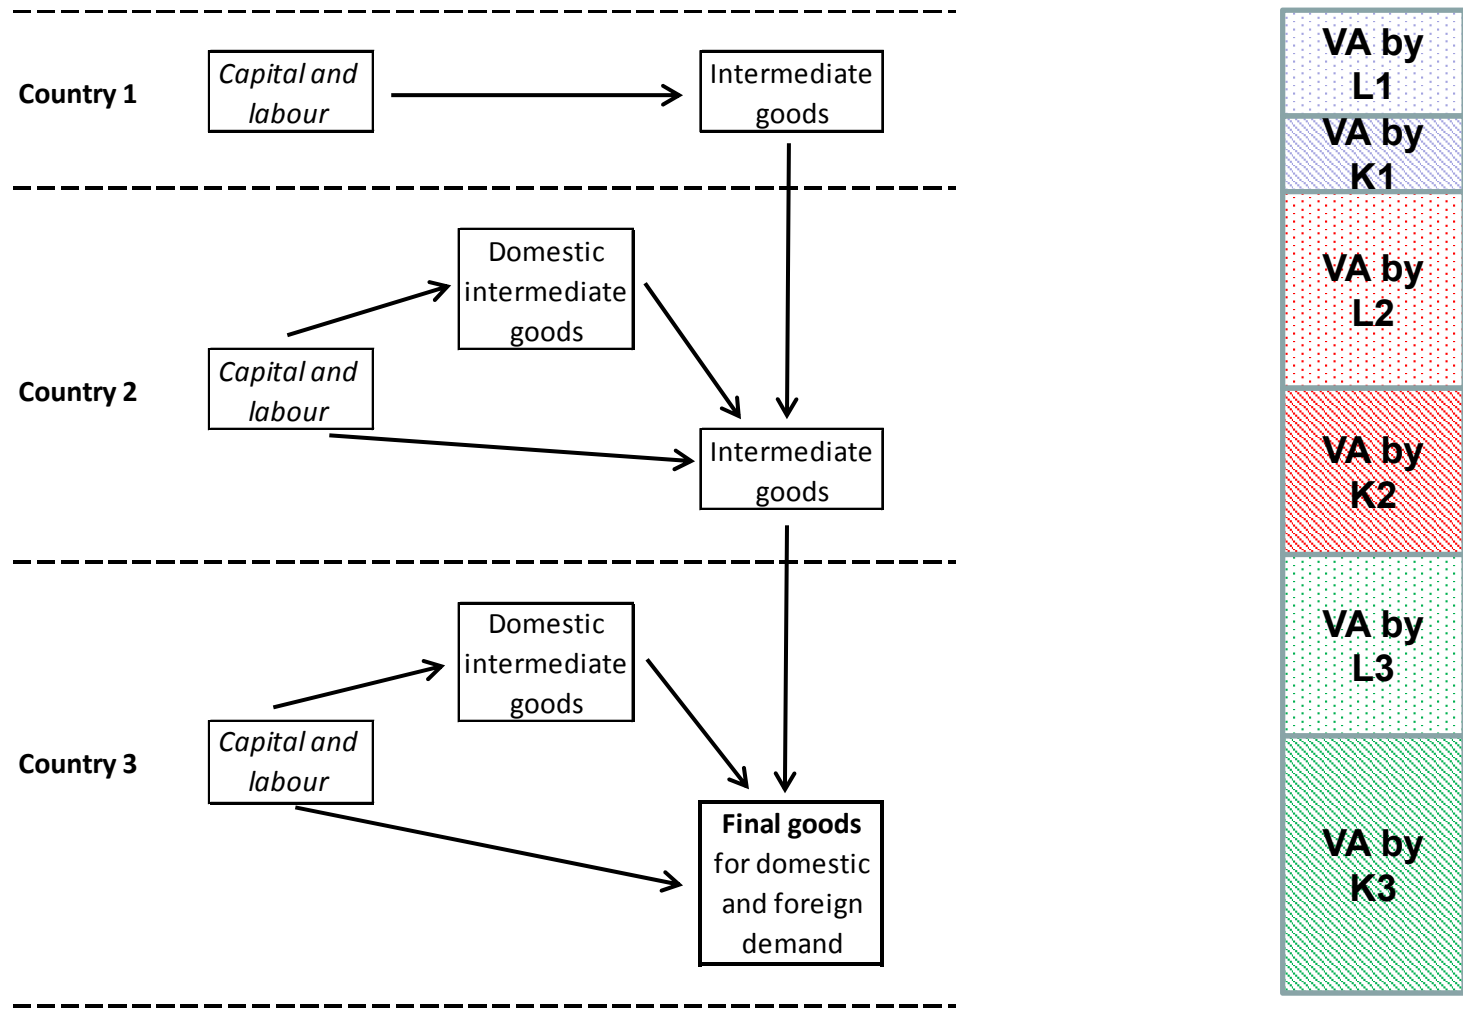 Country 1
Capital and
labour
Intermediate
goods
Country 2
Domestic
intermediate
goods
Capital and
labour
Intermediate
goods
Country 3
Domestic
intermediate
goods
Capital and
labour
Final goods
for domestic
and foreign
demand
VA by
L1
VA by
K1
VA by
L2
VA by
K2
VA by
L3
VA by
K3